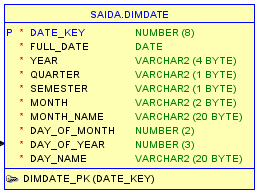 SAIDA.DIMDATE
P * DATE_KEY NUMBER (8)
* FULL_DATE DATE
* YEAR VARCHAR2 (4 BYTE)
* QUARTER VARCHAR2 (1 BYTE)
* SEMESTER VARCHAR2 (1 BYTE)
* MONTH VARCHAR2 (2 BYTE)
* MONTH_NAME VARCHAR2 (20 BYTE)
* DAY_OF_MONTH NUMBER (2)
* DAY_OF_YEAR NUMBER (3)
* DAY_NAME VARCHAR2 (20 BYTE)
DIMDATE_PK (DATE_KEY)